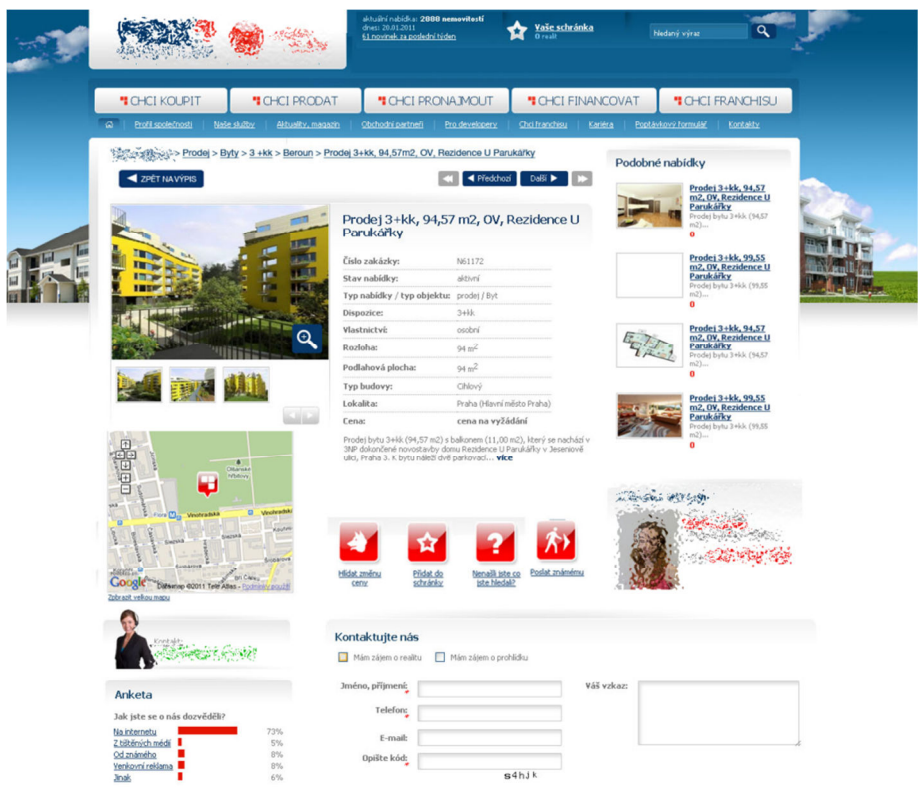 aktuální nabídka: 2000 nemovitostí
dnes: 20.01.2011
61 novinek za poslední týden
Vaše schránka
0 realit
hledaný výraz
CHCI KOUPIT
CHCI PRODAT
CHCI PRONAJMOUT
CHCI FINANCOVAT
CHCI FRANCHISU
Profil společnosti
Naše služby
Aktuality, magazín
Obchodní partneři
Pro developery
Chci franchisu
Kariéra
Poptávkový formulář
Kontakty
> Prodej > Byty > 3 +kk > Beroun > Prodej 3+kk, 94,57m2, OV, Rezidence U Parukářky
ZPĚT NA VÝPIS
Předchozí
Další
Prodej 3+kk, 94,57 m2, OV, Rezidence U
Parukářky
Číslo zakázky: N61172
Stav nabídky: aktivní
Typ nabídky / typ objektu: prodej / Byt
Dispozice: 3+kk
Vlastnictví: osobní
Rozloha: 94 m2
Podlahová plocha: 94 m2
Typ budovy: Cihlový
Lokalita: Praha (Hlavní město Praha)
Cena: cena na vyžádání
Prodej bytu 3+kk (94,57 m2) s balkonem (11,00 m2), který se nachází v
3NP dokončené novostavby domu Rezidence U Parukářky v Jeseniově
ulici, Praha 3. K bytu náleží dvě parkovací... více
Podobné nabídky
Prodej 3+kk, 94,57
m2, OV, Rezidence U
Parukářky
Prodej bytu 3+kk (94,57
m2)...
0
Prodej 3+kk, 99,55
m2, OV, Rezidence U
Parukářky
Prodej bytu 3+kk (99,55
m2)...
0
Prodej 3+kk, 94,57
m2, OV, Rezidence U
Parukářky
Prodej bytu 3+kk (94,57
m2)...
0
Prodej 3+kk, 99,55
m2, OV, Rezidence U
Parukářky
Prodej bytu 3+kk (99,55
m2)...
0
Olšanské
hřbitovy
Flora
Vinohradská
Vinohradská
Slezská
Slezská
Google
©2011 Tele Atlas
Zobrazit velkou mapu
Hlídat změnu
ceny
Přidat do
schránky
Nenašli jste co
jste hledali?
Poslat známému
Kontakt:
Anketa
Jak jste se o nás dozvěděli?
Na internetu 73%
Z tištěných médií 5%
Od známého 8%
Venkovní reklama 8%
Jinak 6%
Kontaktujte nás
Mám zájem o realitu
Mám zájem o prohlídku
Jméno, příjmení:
Telefon:
E-mail:
Opište kód:
s4hjk
Váš vzkaz: